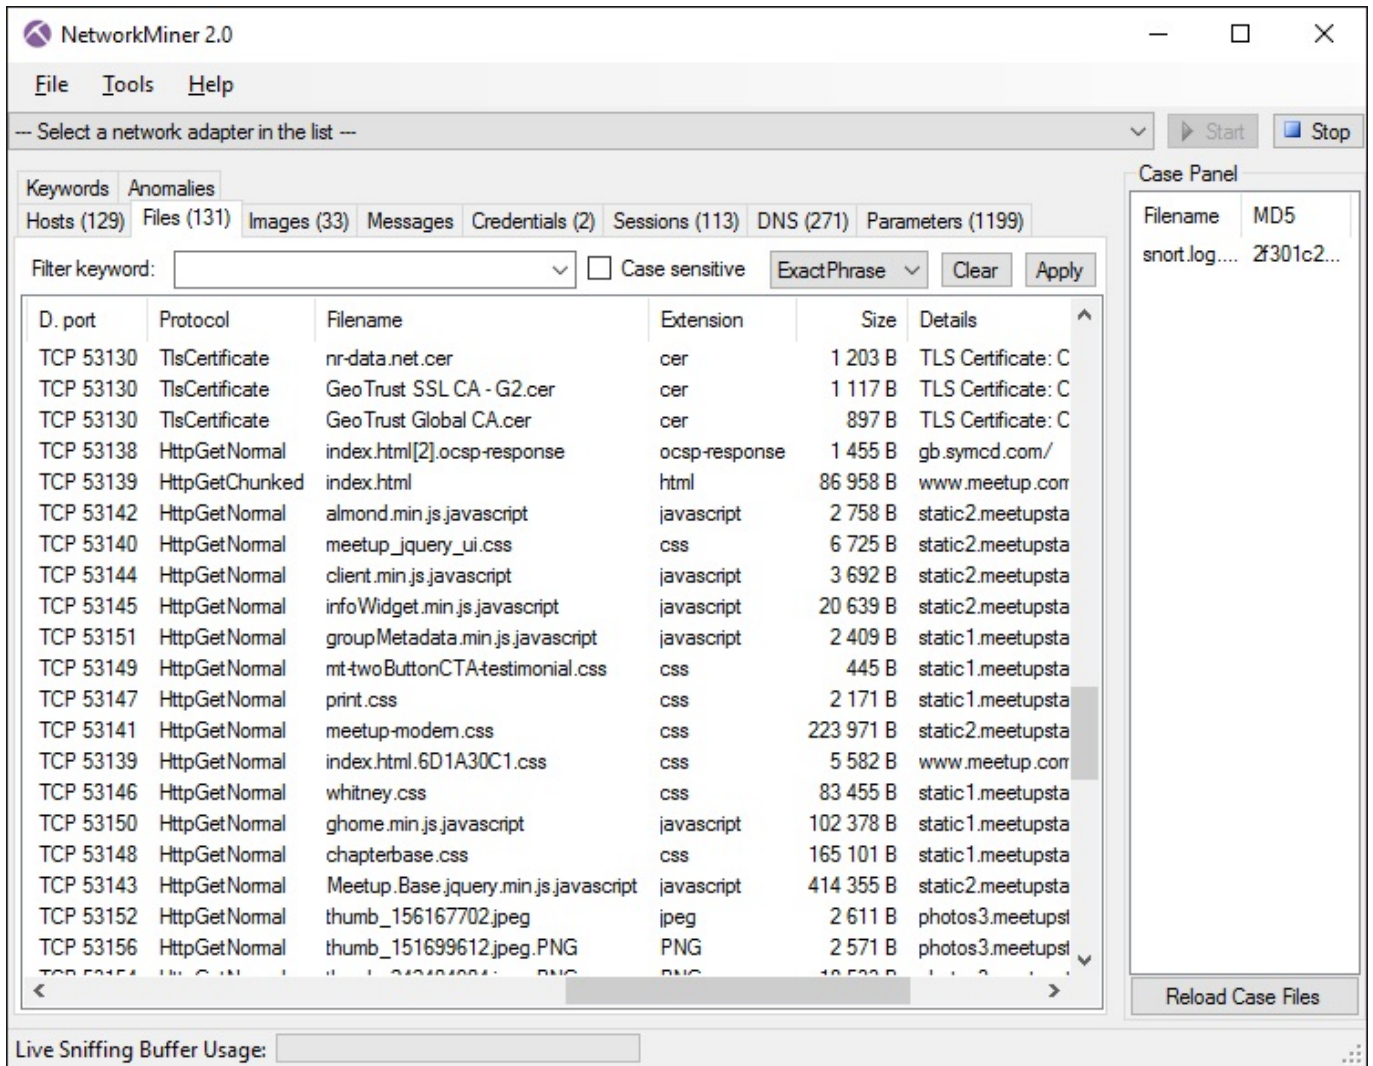 NetworkMiner 2.0
File Tools Help
--- Select a network adapter in the list --- Start Stop
Keywords Anomalies
Hosts (129) Files (131) Images (33) Messages Credentials (2) Sessions (113) DNS (271) Parameters (1199)
Filter keyword: Case sensitive ExactPhrase Clear Apply
D. port Protocol Filename Extension Size Details
TCP 53130 TlsCertificate nr-data.net.cer cer 1 203 B TLS Certificate: C
TCP 53130 TlsCertificate GeoTrust SSL CA - G2.cer cer 1 117 B TLS Certificate: C
TCP 53130 TlsCertificate GeoTrust Global CA.cer cer 897 B TLS Certificate: C
TCP 53138 HttpGetNormal index.html[2].ocsp-response ocsp-response 1 455 B gb.symcd.com/
TCP 53139 HttpGetChunked index.html html 86 958 B www.meetup.com
TCP 53142 HttpGetNormal almond.min.js.javascript javascript 2 758 B static2.meetupsta
TCP 53140 HttpGetNormal meetup_jquery_ui.css css 6 725 B static2.meetupsta
TCP 53144 HttpGetNormal client.min.js.javascript javascript 3 692 B static2.meetupsta
TCP 53145 HttpGetNormal infoWidget.min.js.javascript javascript 20 639 B static2.meetupsta
TCP 53151 HttpGetNormal groupMetadata.min.js.javascript javascript 2 409 B static1.meetupsta
TCP 53149 HttpGetNormal mt-twoButtonCTA-testimonial.css css 445 B static1.meetupsta
TCP 53147 HttpGetNormal print.css css 2 171 B static1.meetupsta
TCP 53141 HttpGetNormal meetup-modern.css css 223 971 B static2.meetupsta
TCP 53139 HttpGetNormal index.html.6D1A30C1.css css 5 582 B www.meetup.com
TCP 53146 HttpGetNormal whitney.css css 83 455 B static1.meetupsta
TCP 53150 HttpGetNormal ghome.min.js.javascript javascript 102 378 B static1.meetupsta
TCP 53148 HttpGetNormal chapterbase.css css 165 101 B static1.meetupsta
TCP 53143 HttpGetNormal Meetup.Base.jquery.min.js.javascript javascript 414 355 B static2.meetupsta
TCP 53152 HttpGetNormal thumb_156167702.jpeg jpeg 2 611 B photos3.meetupst
TCP 53156 HttpGetNormal thumb_151699612.jpeg.PNG PNG 2 571 B photos3.meetupst
Case Panel
Filename MD5
snort.log.... 2f301c2...
Reload Case Files
Live Sniffing Buffer Usage: